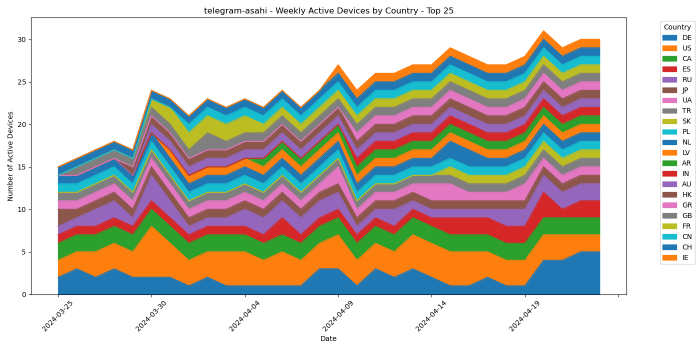 telegram-asahi - Weekly Active Devices by Country - Top 25
Number of Active Devices
30
25
20
15
10
5
0
2024-03-25
2024-03-30
2024-04-04
2024-04-09
2024-04-14
2024-04-19
Date
Country
DE
US
CA
ES
RU
JP
UA
TR
SK
PL
NL
LV
AR
IN
AU
HK
GR
GB
FR
CN
CH
IE